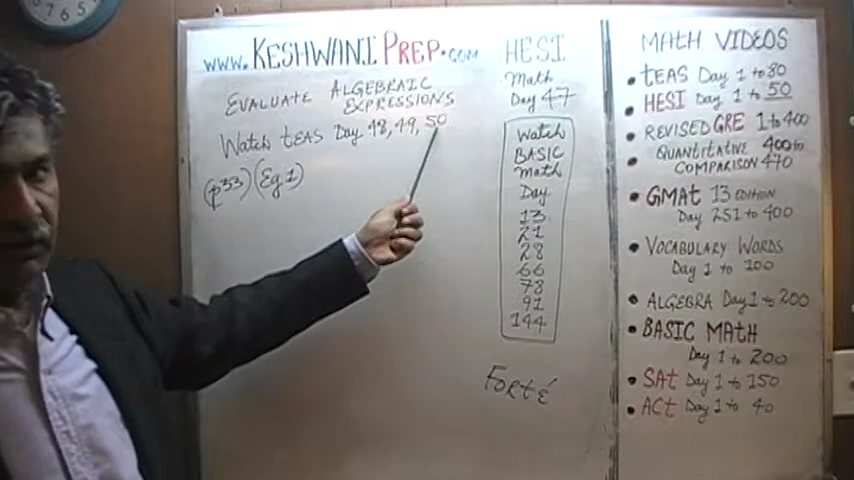 www.KESHWANIPREP.com
EVALUATE ALGEBRAIC
EXPRESSIONS
Watch tEAS Day 48, 49, 50
(p353) (Eg 1)
HESI
Math
Day 47
Watch
BASIC
math
Day
13
21
28
66
78
91
144
FORtÉ
MATH VIDEOS
• tEAS Day 1 to 80
• HESI Day 1 to 50
• REVISED GRE 1 to 400
• QUANTITATIVE 400 to
COMPARISON 470
• GMAt 13 EDITION
Day 251 to 400
• VOCABULARY WORDS
Day 1 to 100
• ALGEBRA Day 1 to 200
• BASIC MATH
Day 1 to 200
• SAt Day 1 to 150
• ACt Day 1 to 40
7 6 5